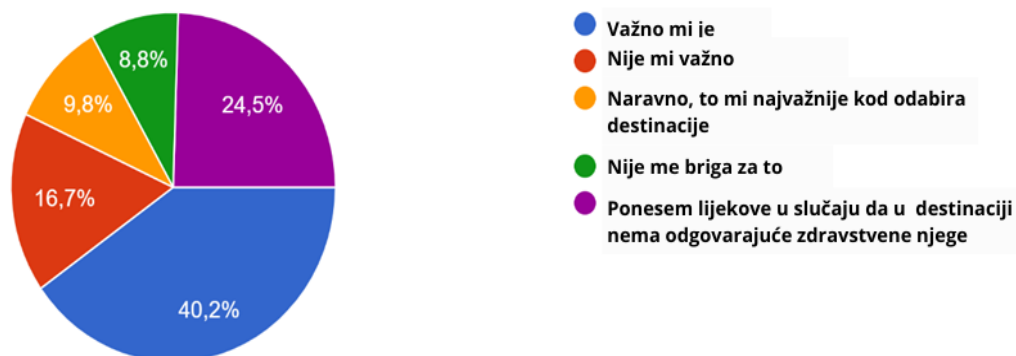 8,8%
24,5%
9,8%
16,7%
40,2%
Važno mi je
Nije mi važno
Naravno, to mi najvažnije kod odabira
destinacije
Nije me briga za to
Ponesem lijekove u slučaju da u destinaciji
nema odgovarajuće zdravstvene njege